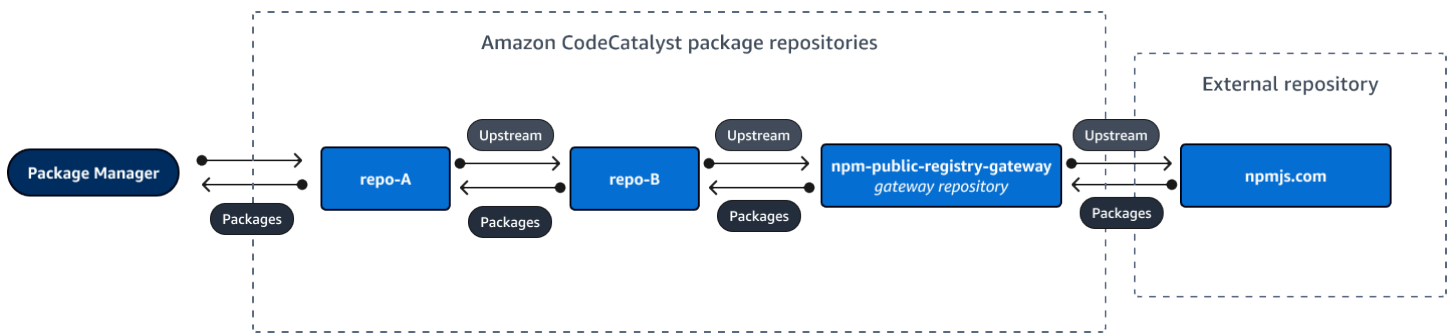 Amazon CodeCatalyst package repositories
External repository
Upstream
Upstream
Upstream
Package Manager
repo-A
repo-B
npm-public-registry-gateway
gateway repository
npmjs.com
Packages
Packages
Packages
Packages